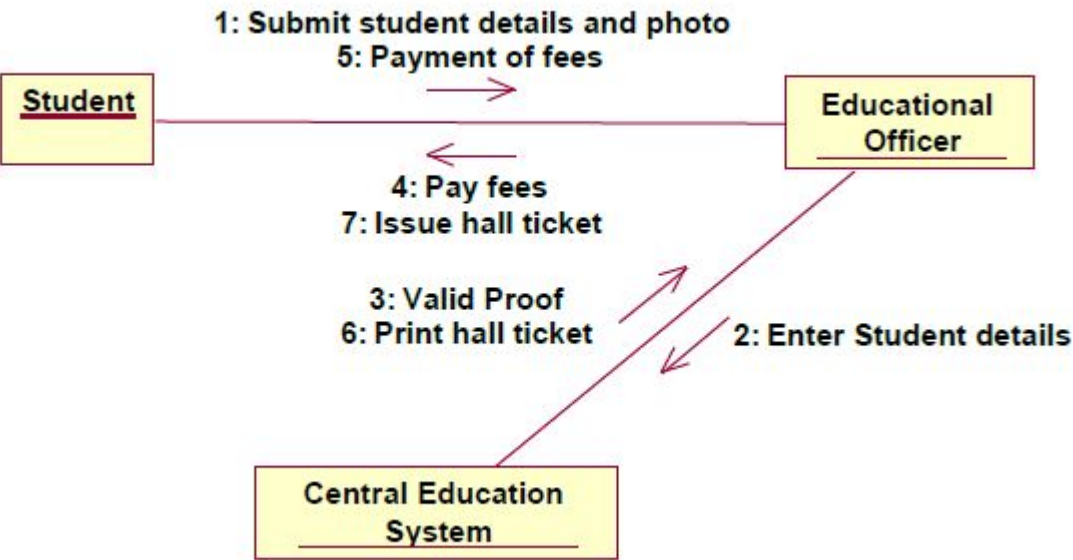 1: Submit student details and photo
5: Payment of fees
Student
Educational
Officer
4: Pay fees
7: Issue hall ticket
3: Valid Proof
6: Print hall ticket
2: Enter Student details
Central Education
System